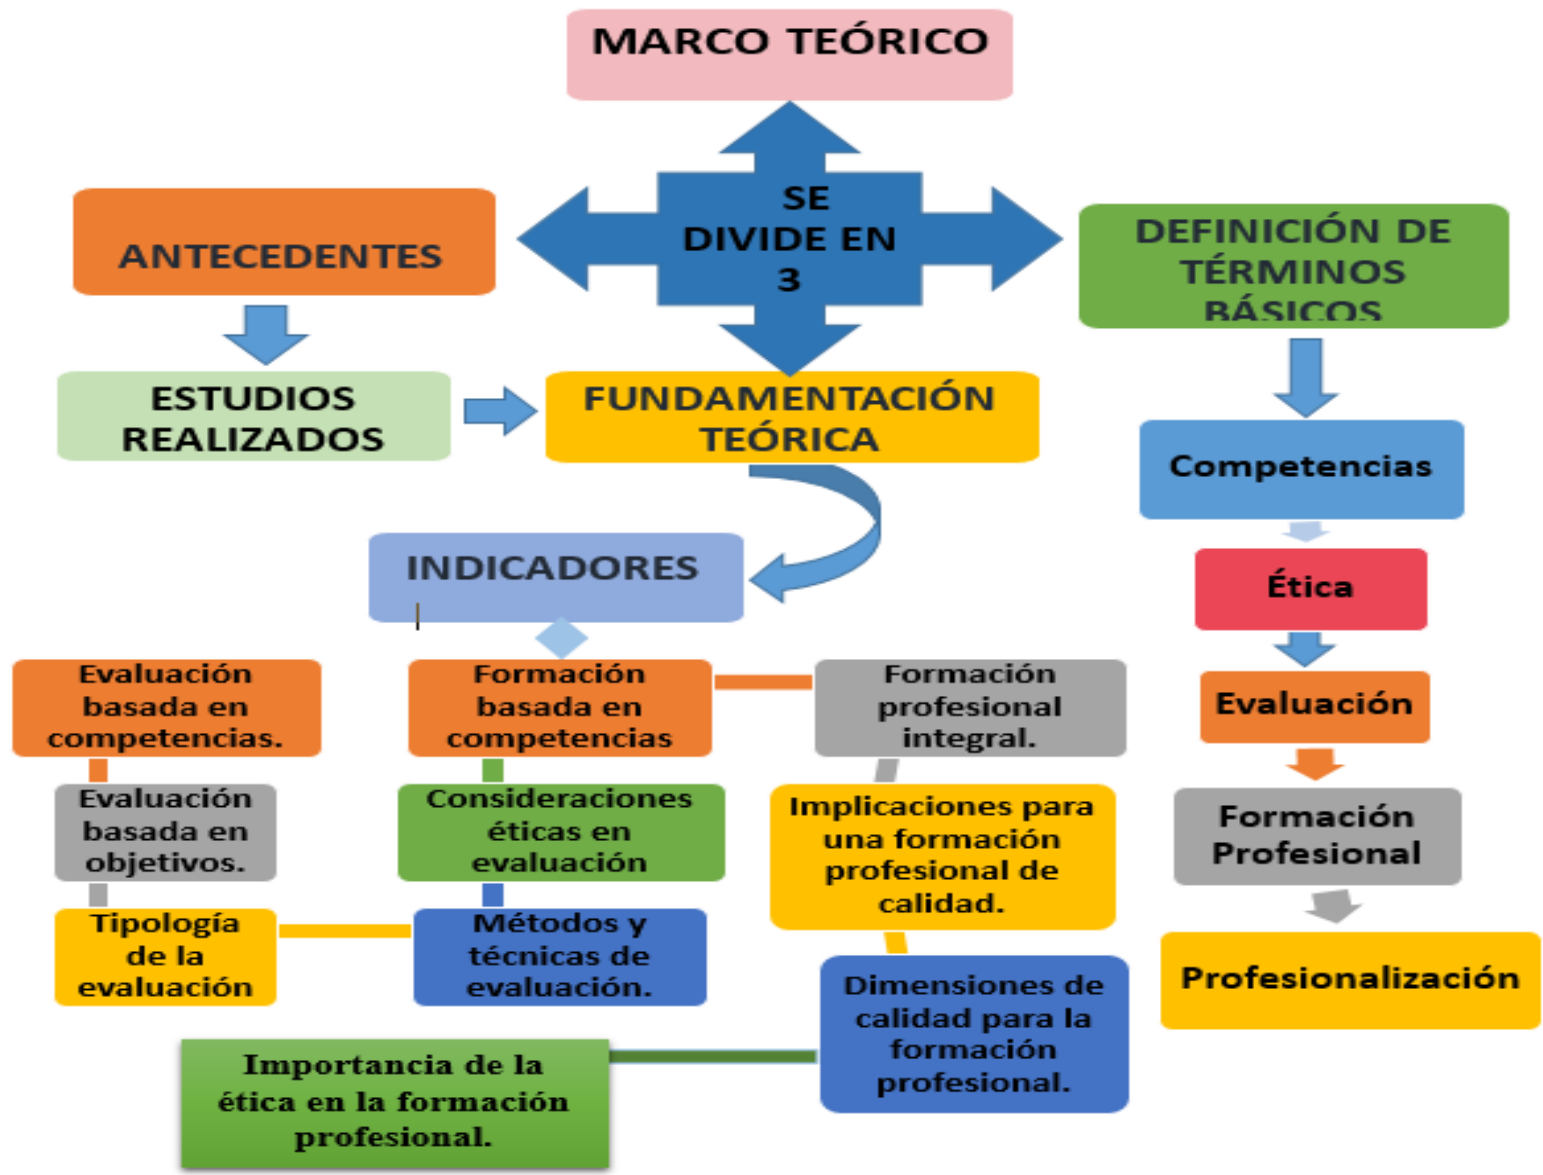 MARCO TEÓRICO
SE
DIVIDE EN
3
ANTECEDENTES
DEFINICIÓN DE
TÉRMINOS
BÁSICOS
ESTUDIOS
REALIZADOS
FUNDAMENTACIÓN
TEÓRICA
INDICADORES
Evaluación
basada en
competencias.
Evaluación
basada en
objetivos.
Tipología
de la
evaluación
Métodos y
técnicas de
evaluación.
Consideraciones
éticas en
evaluación
Formación
basada en
competencias
Formación
profesional
integral.
Implicaciones para
una formación
profesional de
calidad.
Dimensiones de
calidad para la
formación
profesional.
Importancia de la
ética en la formación
profesional.
Competencias
Ética
Evaluación
Formación
Profesional
Profesionalización